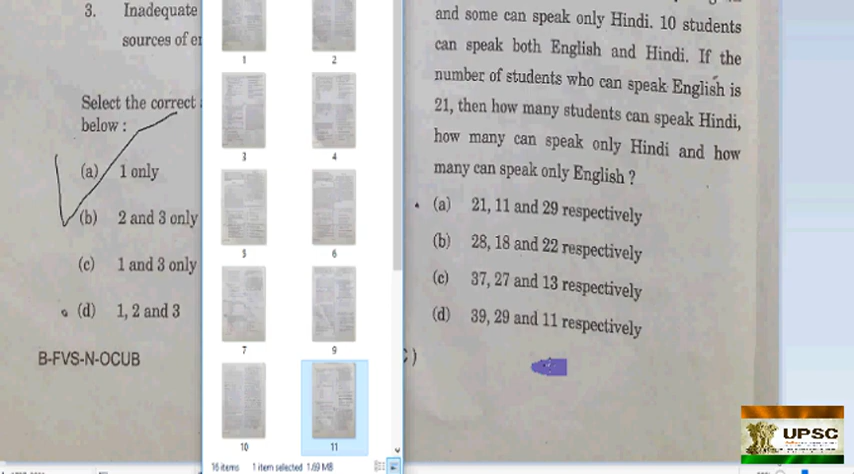 3. Inadequate
sources of e
Select the correct
below :
(a) 1 only
(b) 2 and 3 only
(c) 1 and 3 only
(d) 1, 2 and 3
B-FVS-N-OCUB
1 2
3 4
5 6
7 9
10 11
16 items 1 item selected 1.69 MB
and some can speak only Hindi. 10 students
can speak both English and Hindi. If the
number of students who can speak English is
21, then how many students can speak Hindi,
how many can speak only Hindi and how
many can speak only English ?
(a) 21, 11 and 29 respectively
(b) 28, 18 and 22 respectively
(c) 37, 27 and 13 respectively
(d) 39, 29 and 11 respectively
)
UPSC